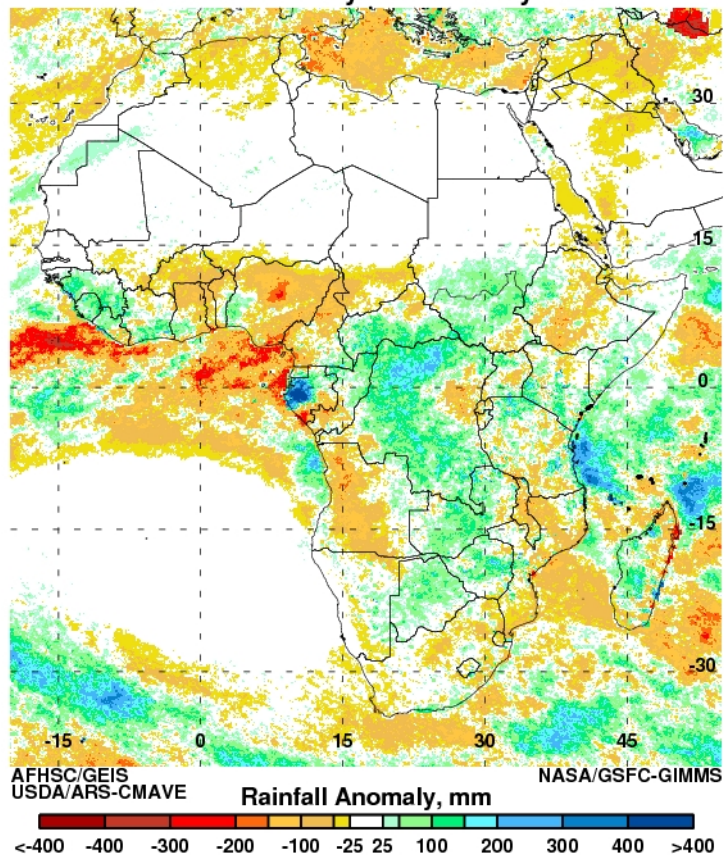 30
15
0
-15
-30
-15 0 15 30 45
AFHSC/GEIS NASA/GSFC-GIMMS
USDA/ARS-CMAVE
Rainfall Anomaly, mm
<-400 -400 -300 -200 -100 -25 25 100 200 300 400 >400